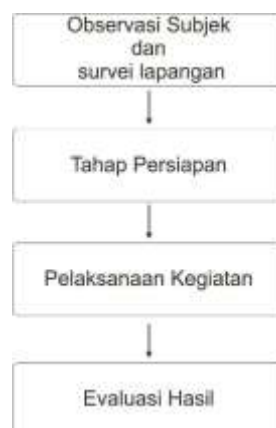 Observasi Subjek
dan
survei lapangan
Tahap Persiapan
Pelaksanaan Kegiatan
Evaluasi Hasil